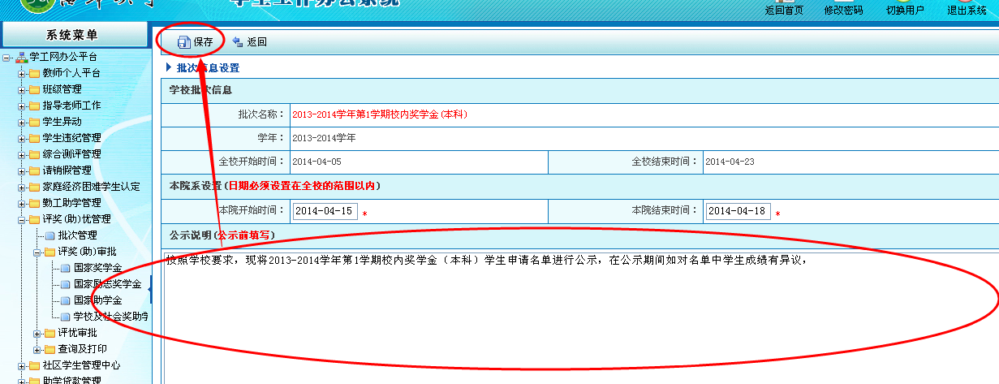 学生工作办公系统
返回首页 修改密码 切换用户 退出系统
系统菜单
保存 返回
学工网办公平台
教师个人平台
班级管理
指导老师工作
学生异动
学生违纪管理
综合测评管理
请销假管理
家庭经济困难学生认定
勤工助学管理
评奖(助)优管理
批次管理
评奖(助)审批
国家奖学金
国家励志奖学金
国家助学金
学校及社会奖助学
评优审批
查询及打印
社区学生管理中心
助学贷款管理
批次信息设置
学校批次信息
批次名称： 2013-2014学年第1学期校内奖学金(本科)
学年： 2013-2014学年
全校开始时间： 2014-04-05 全校结束时间： 2014-04-23
本院系设置(日期必须设置在全校的范围以内)
本院开始时间： 2014-04-15 * 本院结束时间： 2014-04-18 *
公示说明(公示前填写)
按照学校要求，现将2013-2014学年第1学期校内奖学金（本科）学生申请名单进行公示，在公示期间如对名单中学生成绩有异议，